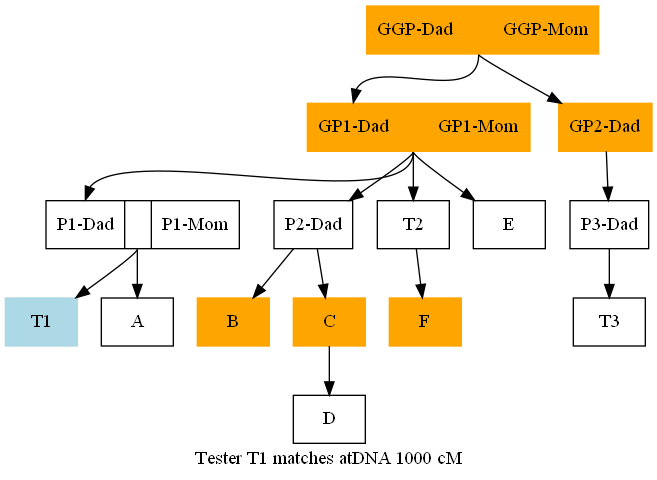 GGP-Dad GGP-Mom
GP1-Dad GP1-Mom GP2-Dad
P1-Dad P1-Mom P2-Dad T2 E P3-Dad
T1 A B C F T3
D
Tester T1 matches atDNA 1000 cM